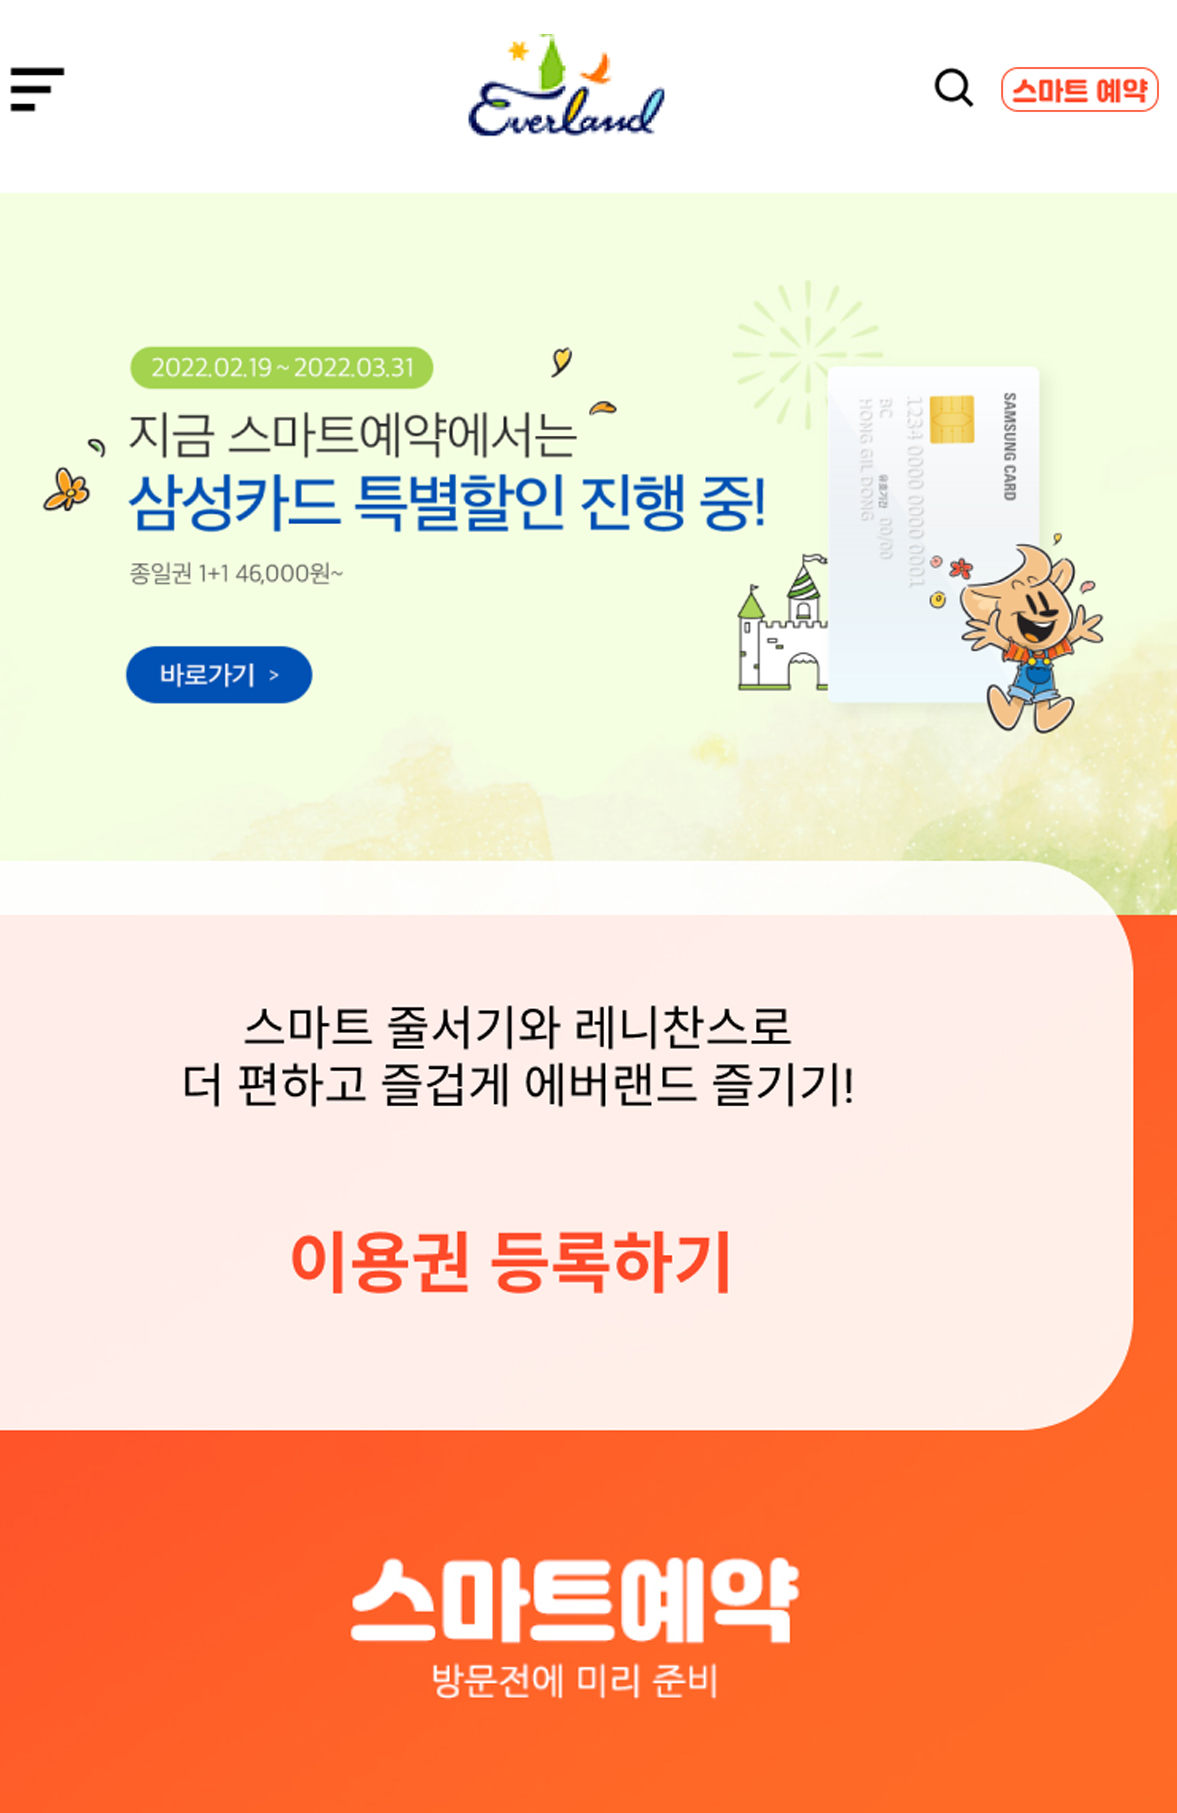 Everland
스마트 예약
2022.02.19 ~ 2022.03.31
지금 스마트예약에서는
삼성카드 특별할인 진행 중!
종일권 1+1 46,000원~
바로가기 >
SAMSUNG CARD
1234 0000 0000 0001
BC 유효기간 00/00
HONG GIL DONG
스마트 줄서기와 레니찬스로
더 편하고 즐겁게 에버랜드 즐기기!
이용권 등록하기
스마트예약
방문전에 미리 준비